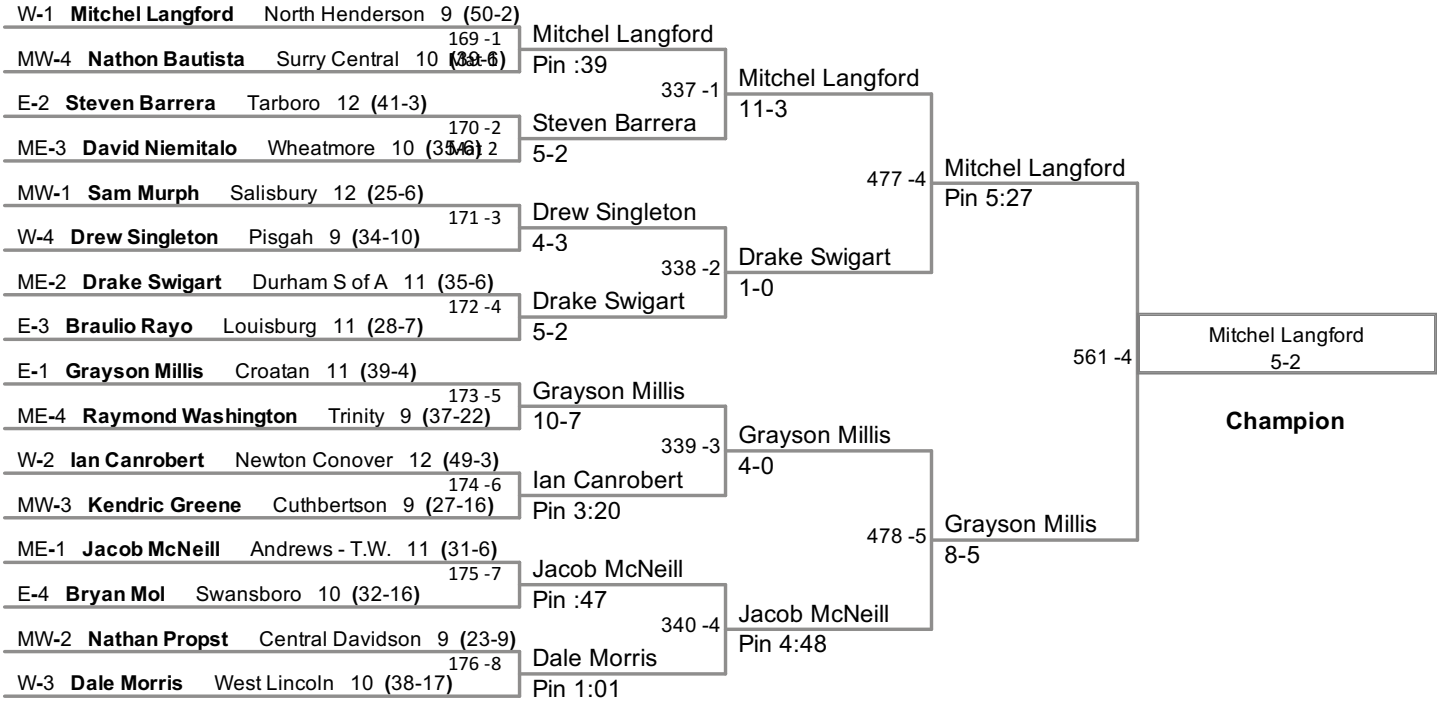 W-1 Mitchel Langford North Henderson 9 (50-2)
169 -1
MW-4 Nathon Bautista Surry Central 10 (39-6)
Mat 1
Mitchel Langford
Pin :39
E-2 Steven Barrera Tarboro 12 (41-3)
170 -2
ME-3 David Niemitalo Wheatmore 10 (35-6)
Mat 2
Steven Barrera
5-2
337 -1
Mitchel Langford
11-3
MW-1 Sam Murph Salisbury 12 (25-6)
171 -3
W-4 Drew Singleton Pisgah 9 (34-10)
Drew Singleton
4-3
ME-2 Drake Swigart Durham S of A 11 (35-6)
172 -4
E-3 Braulio Rayo Louisburg 11 (28-7)
Drake Swigart
5-2
338 -2
Drake Swigart
1-0
477 -4
Mitchel Langford
Pin 5:27
E-1 Grayson Millis Croatan 11 (39-4)
173 -5
ME-4 Raymond Washington Trinity 9 (37-22)
Grayson Millis
10-7
W-2 Ian Canrobert Newton Conover 12 (49-3)
174 -6
MW-3 Kendric Greene Cuthbertson 9 (27-16)
Ian Canrobert
Pin 3:20
339 -3
Grayson Millis
4-0
ME-1 Jacob McNeill Andrews - T.W. 11 (31-6)
175 -7
E-4 Bryan Mol Swansboro 10 (32-16)
Jacob McNeill
Pin :47
MW-2 Nathan Propst Central Davidson 9 (23-9)
176 -8
W-3 Dale Morris West Lincoln 10 (38-17)
Dale Morris
Pin 1:01
340 -4
Jacob McNeill
Pin 4:48
478 -5
Grayson Millis
8-5
561 -4
Mitchel Langford
5-2
Champion